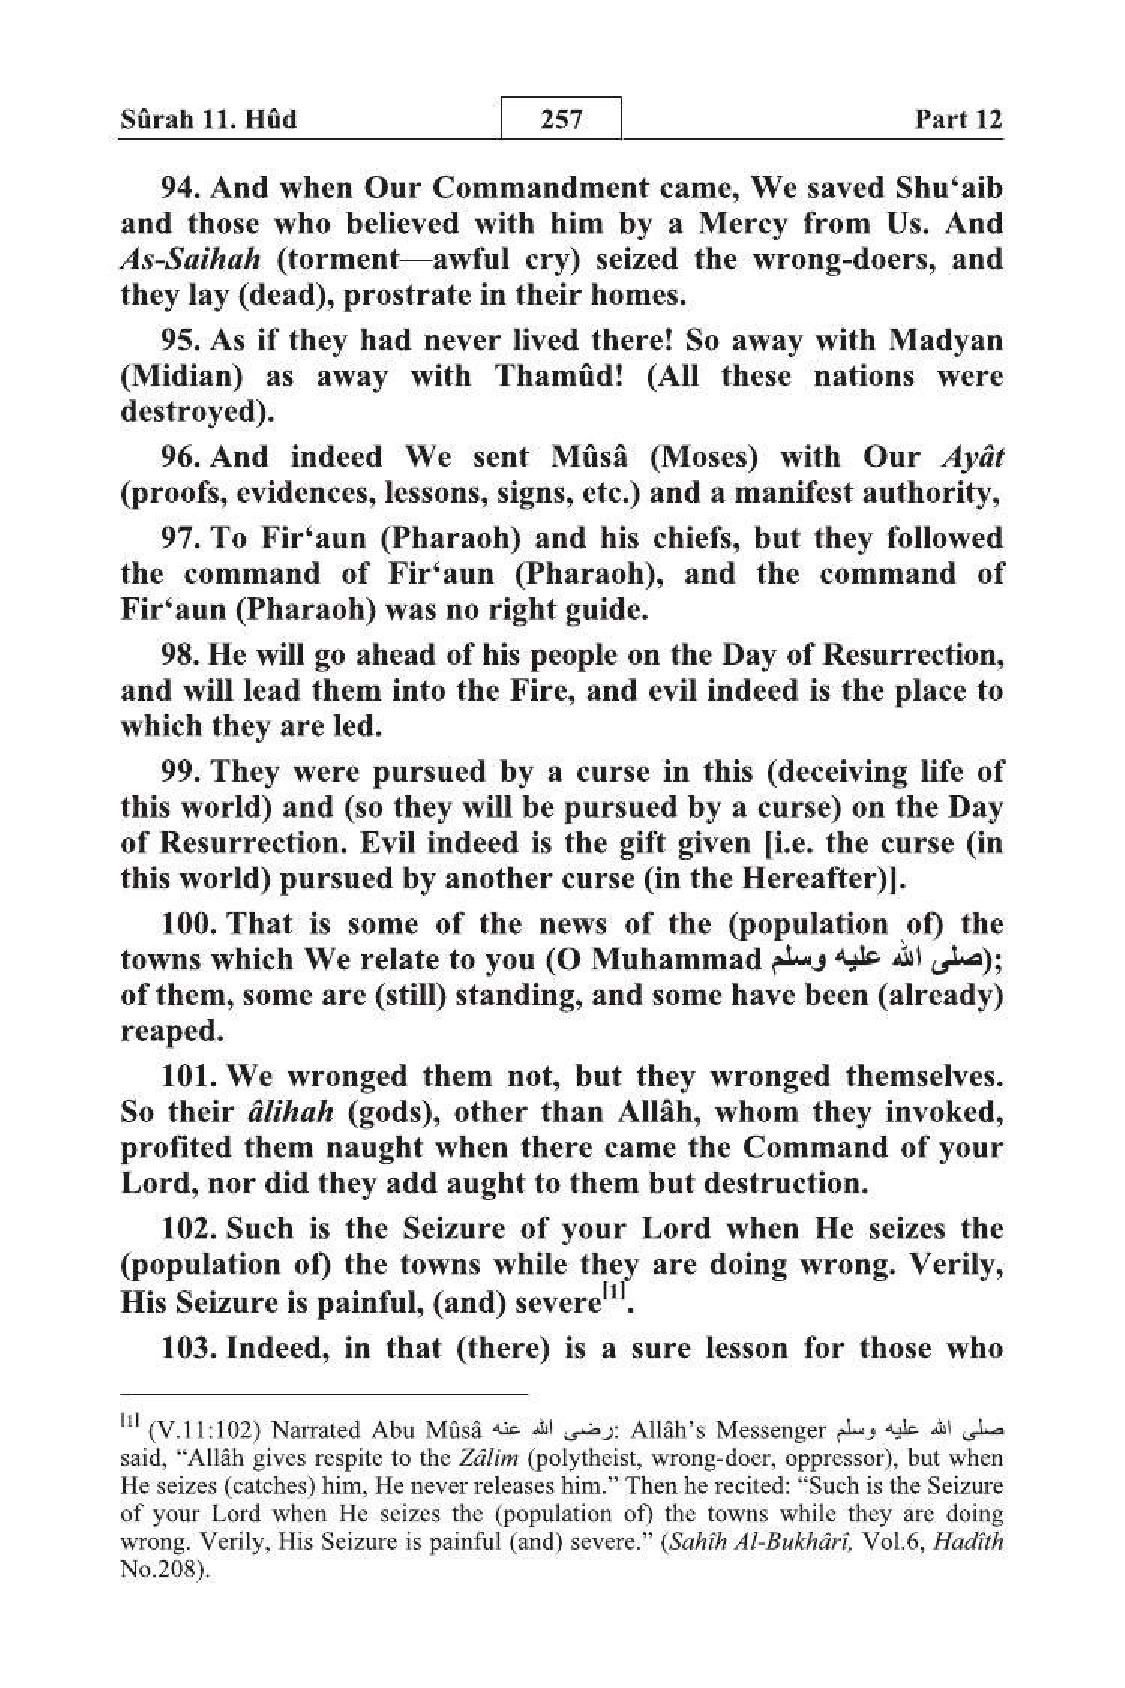 Sûrah 11. Hûd 257 Part 12
94. And when Our Commandment came, We saved Shu‘aib
and those who believed with him by a Mercy from Us. And
As-Saihah (torment—awful cry) seized the wrong-doers, and
they lay (dead), prostrate in their homes.
95. As if they had never lived there! So away with Madyan
(Midian) as away with Thamûd! (All these nations were
destroyed).
96. And indeed We sent Mûsâ (Moses) with Our Ayât
(proofs, evidences, lessons, signs, etc.) and a manifest authority,
97. To Fir‘aun (Pharaoh) and his chiefs, but they followed
the command of Fir‘aun (Pharaoh), and the command of
Fir‘aun (Pharaoh) was no right guide.
98. He will go ahead of his people on the Day of Resurrection,
and will lead them into the Fire, and evil indeed is the place to
which they are led.
99. They were pursued by a curse in this (deceiving life of
this world) and (so they will be pursued by a curse) on the Day
of Resurrection. Evil indeed is the gift given [i.e. the curse (in
this world) pursued by another curse (in the Hereafter)].
100. That is some of the news of the (population of) the
towns which We relate to you (O Muhammad صلى الله عليه وسلم);
of them, some are (still) standing, and some have been (already)
reaped.
101. We wronged them not, but they wronged themselves.
So their âlihah (gods), other than Allâh, whom they invoked,
profited them naught when there came the Command of your
Lord, nor did they add aught to them but destruction.
102. Such is the Seizure of your Lord when He seizes the
(population of) the towns while they are doing wrong. Verily,
His Seizure is painful, (and) severe[1].
103. Indeed, in that (there) is a sure lesson for those who
[1] (V.11:102) Narrated Abu Mûsâ رضى الله عنه: Allâh’s Messenger صلى الله عليه وسلم
said, “Allâh gives respite to the Zâlim (polytheist, wrong-doer, oppressor), but when
He seizes (catches) him, He never releases him.” Then he recited: “Such is the Seizure
of your Lord when He seizes the (population of) the towns while they are doing
wrong. Verily, His Seizure is painful (and) severe.” (Sahîh Al-Bukhârî, Vol.6, Hadîth
No.208).